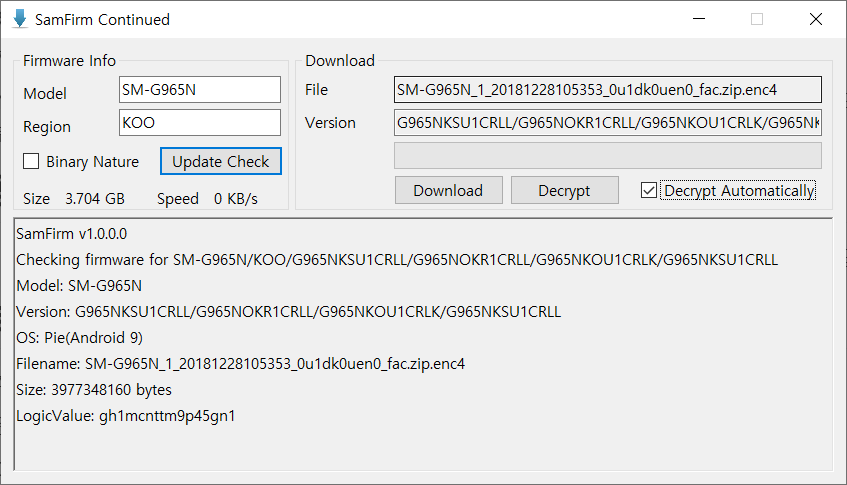 SamFirm Continued
Firmware Info
Model SM-G965N
Region KOO
Binary Nature Update Check
Size 3.704 GB Speed 0 KB/s
Download
File SM-G965N_1_20181228105353_0u1dk0uen0_fac.zip.enc4
Version G965NKSU1CRLL/G965NOKR1CRLL/G965NKOU1CRLK/G965NK
Download Decrypt Decrypt Automatically
SamFirm v1.0.0.0
Checking firmware for SM-G965N/KOO/G965NKSU1CRLL/G965NOKR1CRLL/G965NKOU1CRLK/G965NKSU1CRLL
Model: SM-G965N
Version: G965NKSU1CRLL/G965NOKR1CRLL/G965NKOU1CRLK/G965NKSU1CRLL
OS: Pie(Android 9)
Filename: SM-G965N_1_20181228105353_0u1dk0uen0_fac.zip.enc4
Size: 3977348160 bytes
LogicValue: gh1mcnttm9p45gn1